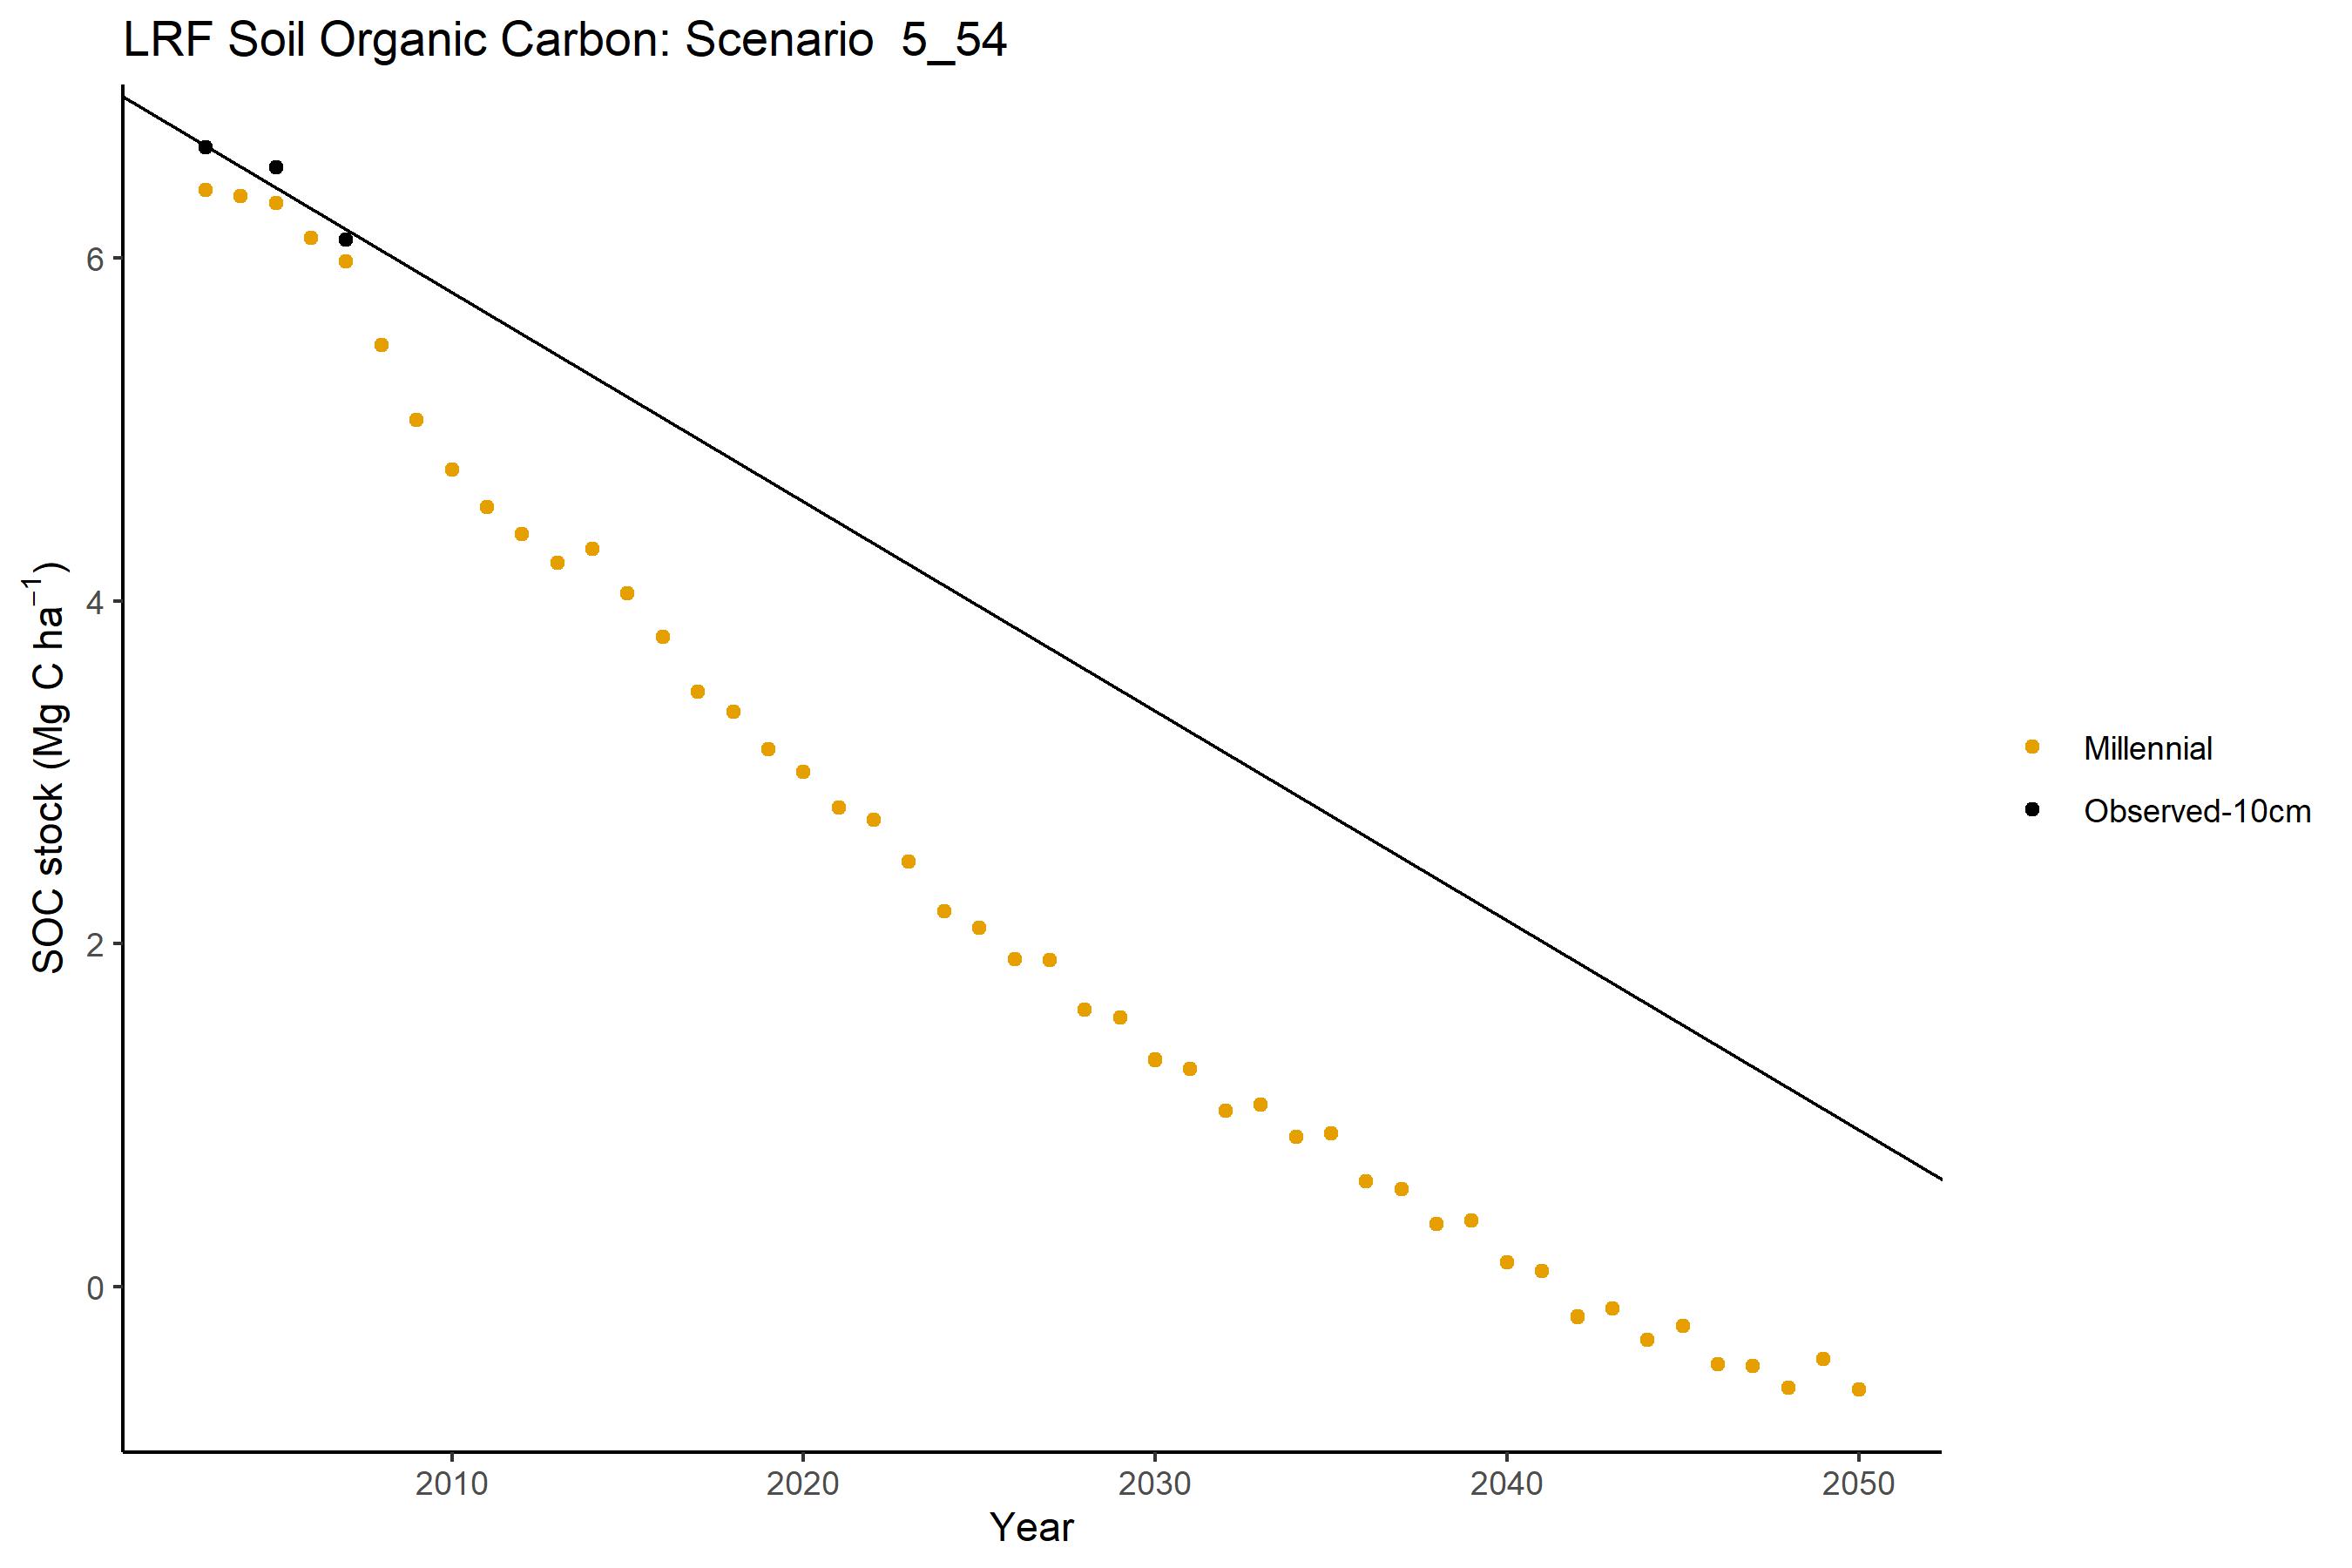 LRF Soil Organic Carbon: Scenario  5_54
SOC stock (Mg C ha⁻¹)
6
4
2
0
2010
2020
2030
2040
2050
Year
Millennial
Observed-10cm